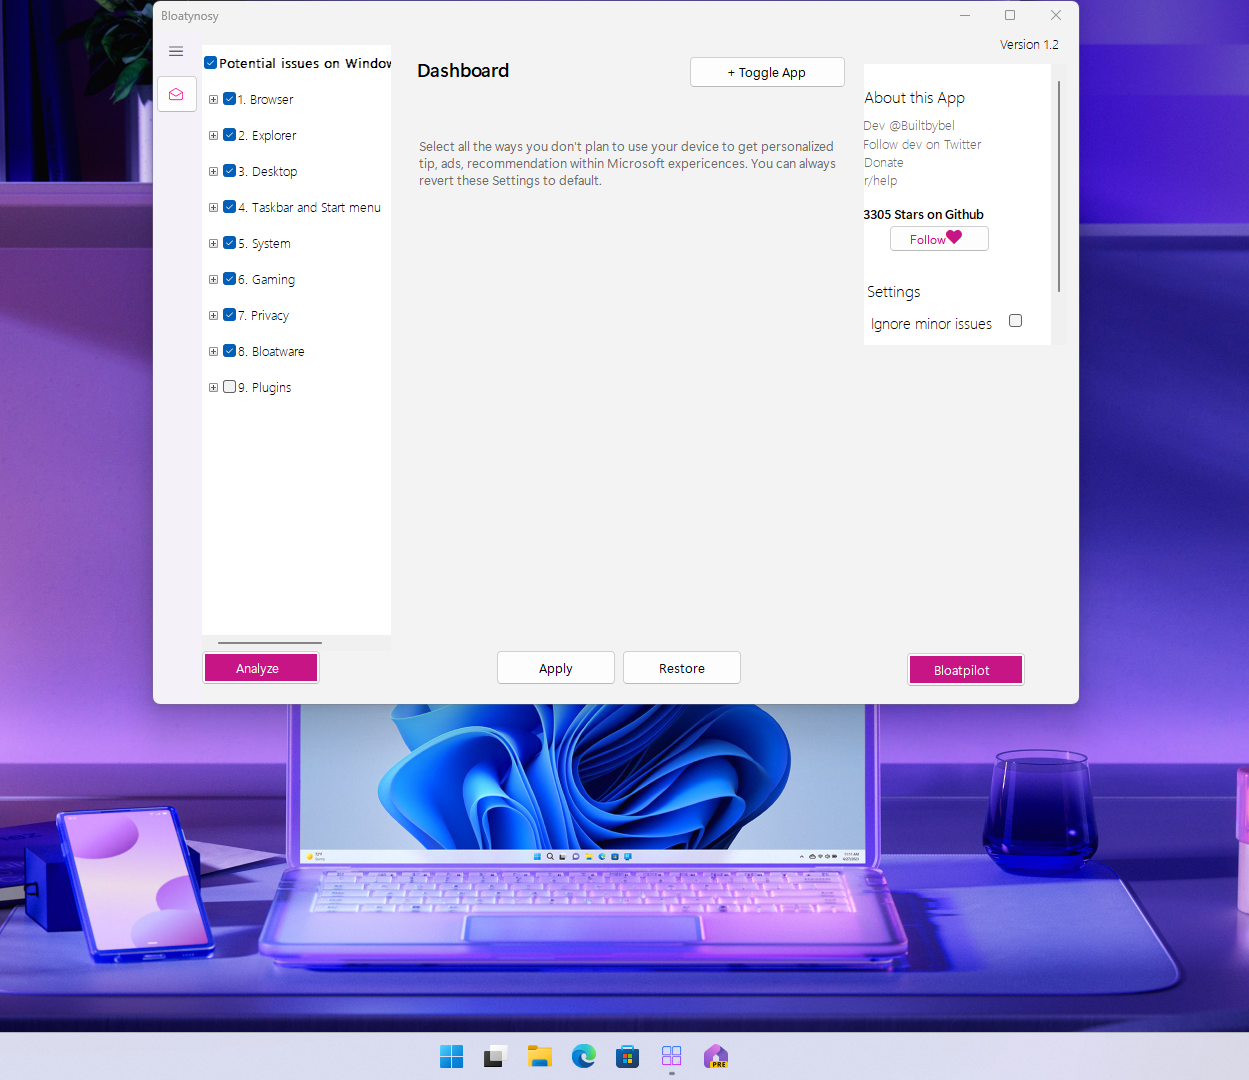 Bloatynosy
Version 1.2
Potential issues on Window
1. Browser
2. Explorer
3. Desktop
4. Taskbar and Start menu
5. System
6. Gaming
7. Privacy
8. Bloatware
9. Plugins
Analyze
Dashboard
+ Toggle App
Select all the ways you don't plan to use your device to get personalized
tip, ads, recommendation within Microsoft expericences. You can always
revert these Settings to default.
Apply
Restore
About this App
Dev @Builtbybel
Follow dev on Twitter
Donate
r/help
3305 Stars on Github
Follow
Settings
Ignore minor issues
Bloatpilot
PRE